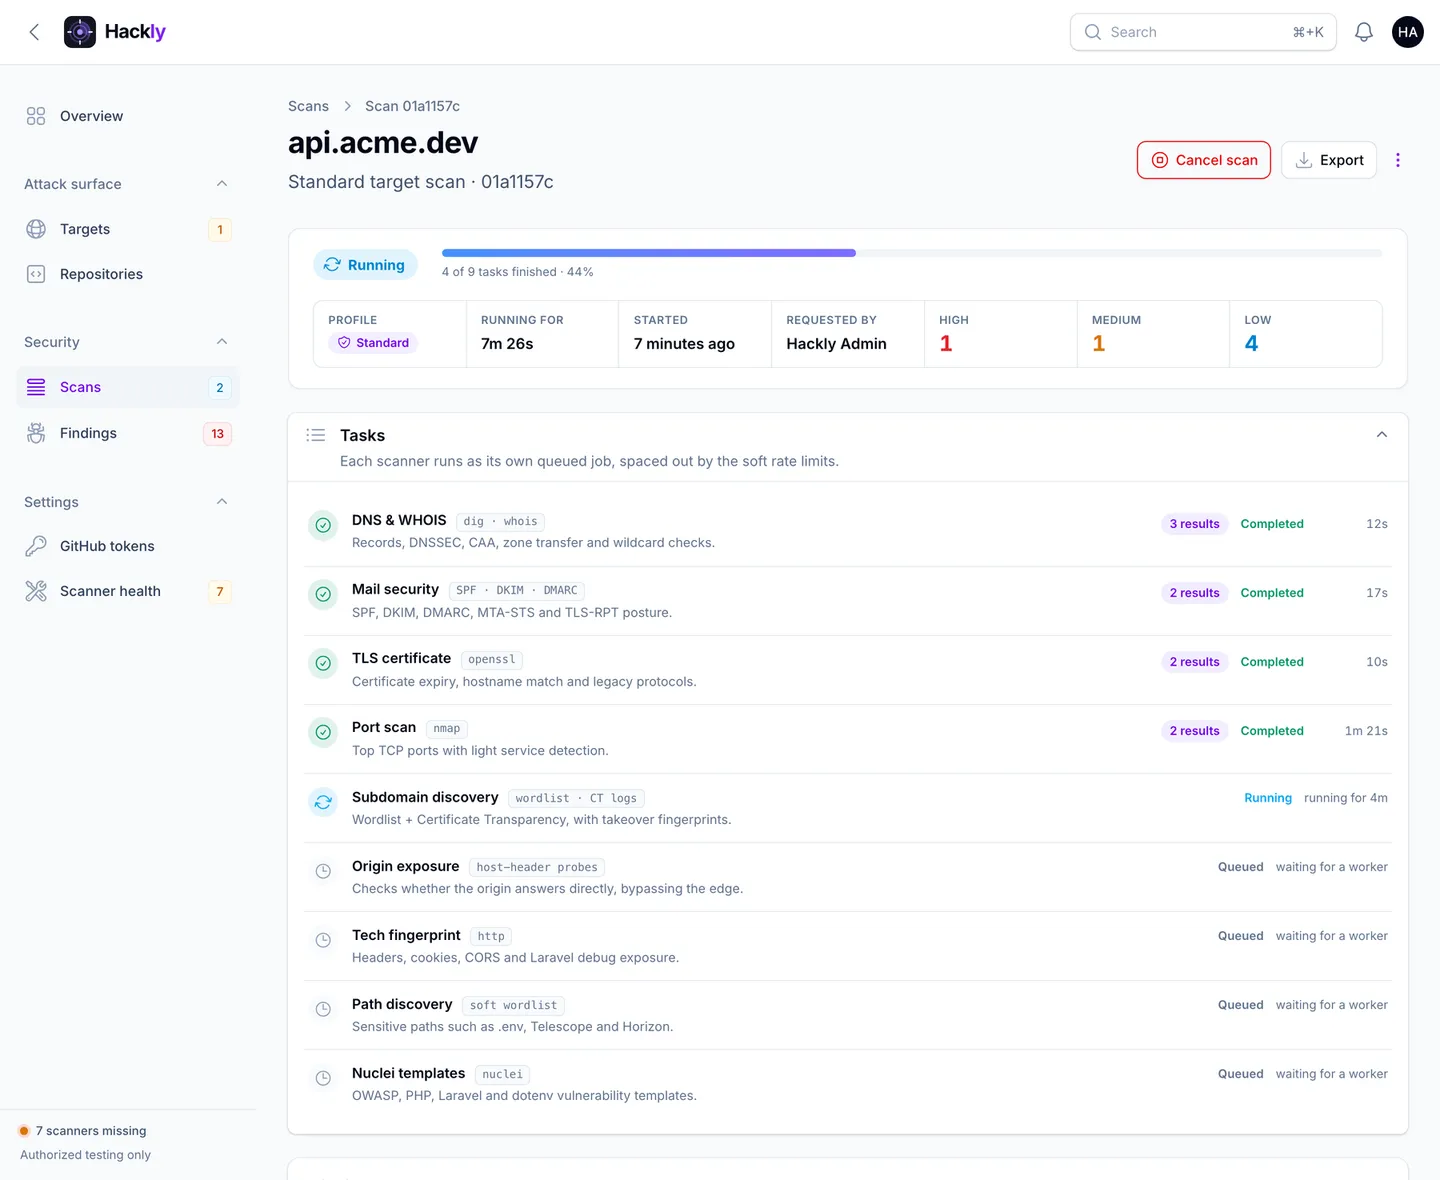 Hackly
Search ⌘+K
HA
Overview
Attack surface
Targets 1
Repositories
Security
Scans 2
Findings 13
Settings
GitHub tokens
Scanner health 7
7 scanners missing
Authorized testing only
Scans > Scan 01a1157c
api.acme.dev
Standard target scan · 01a1157c
Cancel scan
Export
Running
4 of 9 tasks finished · 44%
PROFILE
Standard
RUNNING FOR
7m 26s
STARTED
7 minutes ago
REQUESTED BY
Hackly Admin
HIGH
1
MEDIUM
1
LOW
4
Tasks
Each scanner runs as its own queued job, spaced out by the soft rate limits.
DNS & WHOIS dig · whois 3 results Completed 12s
Records, DNSSEC, CAA, zone transfer and wildcard checks.
Mail security SPF · DKIM · DMARC 2 results Completed 17s
SPF, DKIM, DMARC, MTA-STS and TLS-RPT posture.
TLS certificate openssl 2 results Completed 10s
Certificate expiry, hostname match and legacy protocols.
Port scan nmap 2 results Completed 1m 21s
Top TCP ports with light service detection.
Subdomain discovery wordlist · CT logs Running running for 4m
Wordlist + Certificate Transparency, with takeover fingerprints.
Origin exposure host-header probes Queued waiting for a worker
Checks whether the origin answers directly, bypassing the edge.
Tech fingerprint http Queued waiting for a worker
Headers, cookies, CORS and Laravel debug exposure.
Path discovery soft wordlist Queued waiting for a worker
Sensitive paths such as .env, Telescope and Horizon.
Nuclei templates nuclei Queued waiting for a worker
OWASP, PHP, Laravel and dotenv vulnerability templates.